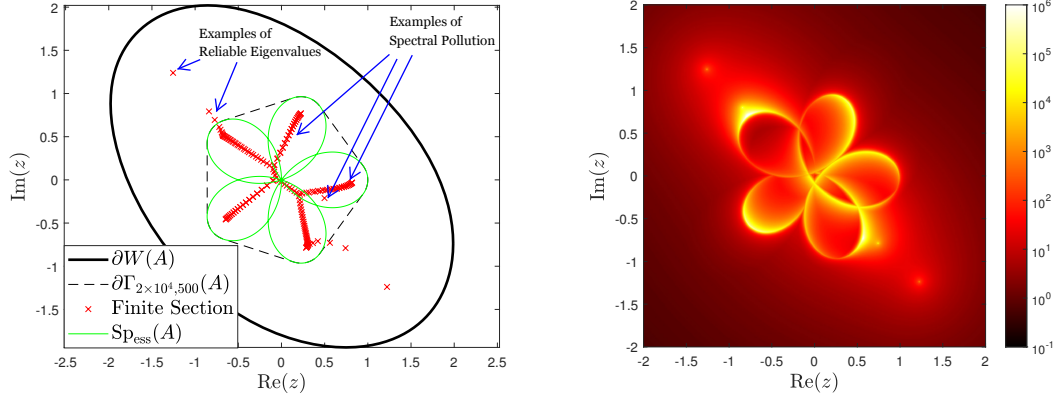 Examples of
Reliable Eigenvalues
Examples of
Spectral Pollution
2
1.5
1
0.5
0
-0.5
-1
-1.5
Im(z)
∂W(A)
∂Γ₂×₁₀⁴,₅₀₀(A)
Finite Section
Sp_ess(A)
-2.5 -2 -1.5 -1 -0.5 0 0.5 1 1.5 2 2.5
Re(z)
2
1.5
1
0.5
0
-0.5
-1
-1.5
-2
Im(z)
-2 -1.5 -1 -0.5 0 0.5 1 1.5 2
Re(z)
10⁶
10⁵
10⁴
10³
10²
10¹
10⁰
10⁻¹